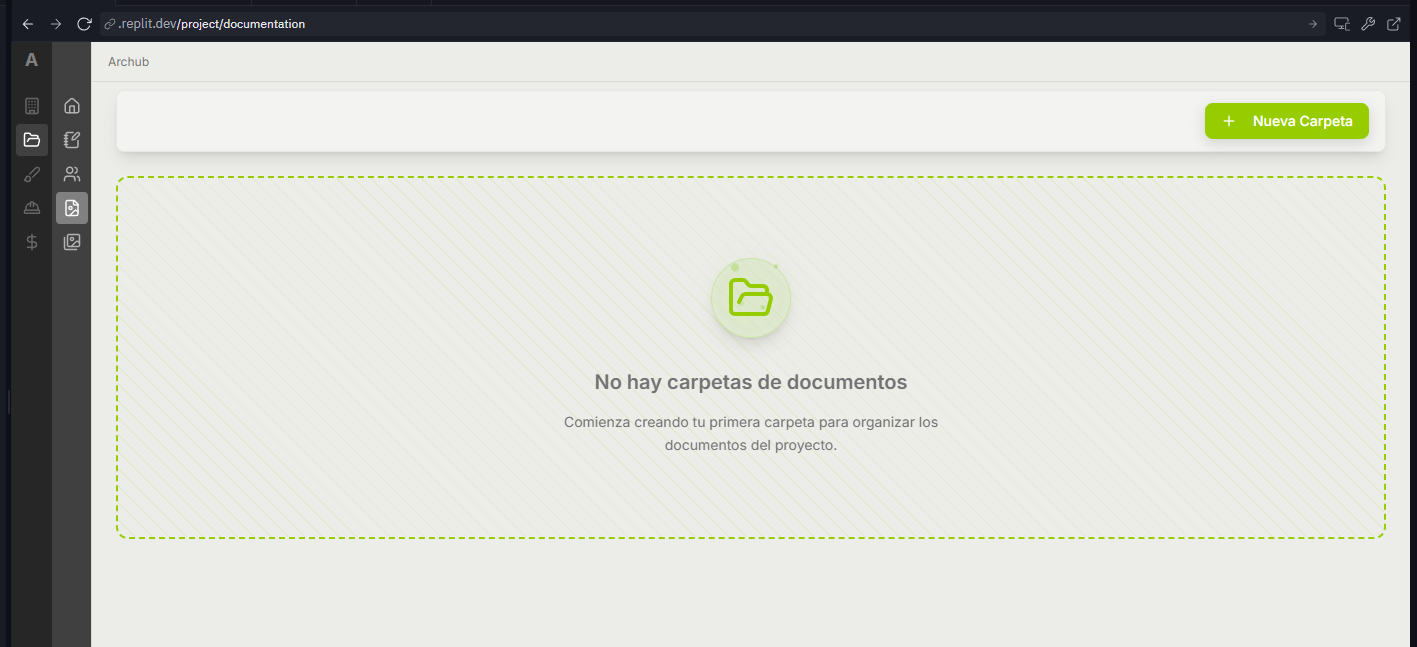 .replit.dev/project/documentation
A
Archub
+ Nueva Carpeta
No hay carpetas de documentos
Comienza creando tu primera carpeta para organizar los
documentos del proyecto.